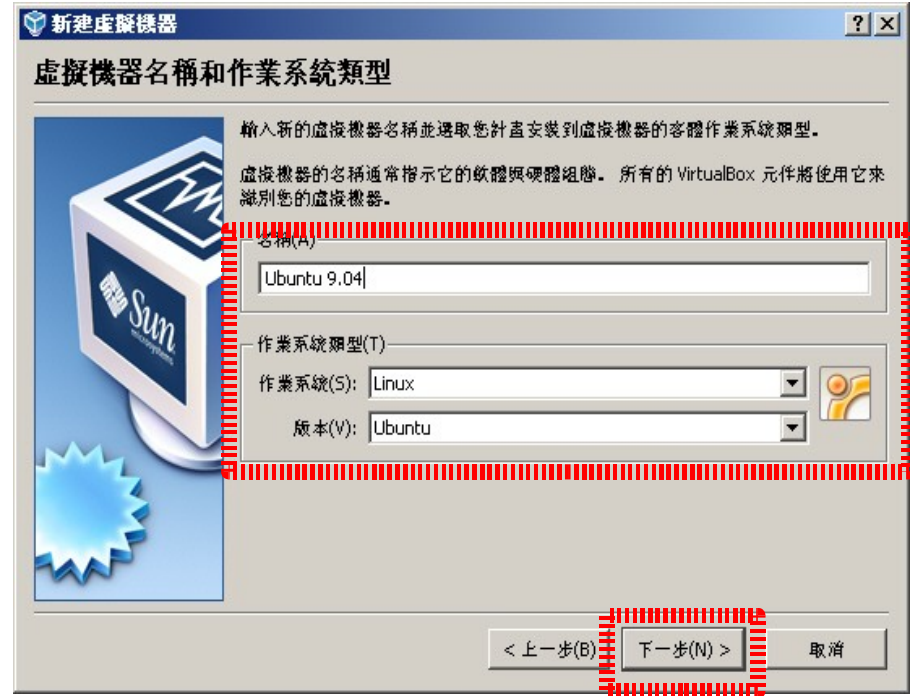 新建虛擬機器
虛擬機器名稱和作業系統類型
輸入新的虛擬機器名稱並選取您計畫安裝到虛擬機器的客體作業系統類型。
虛擬機器的名稱通常指示它的軟體與硬體組態。 所有的 VirtualBox 元件將使用它來
識別您的虛擬機器。
名稱(A)
Ubuntu 9.04
Sun
microsystems
作業系統類型(T)
作業系統(S): Linux
版本(V): Ubuntu
< 上一步(B) 下一步(N) > 取消